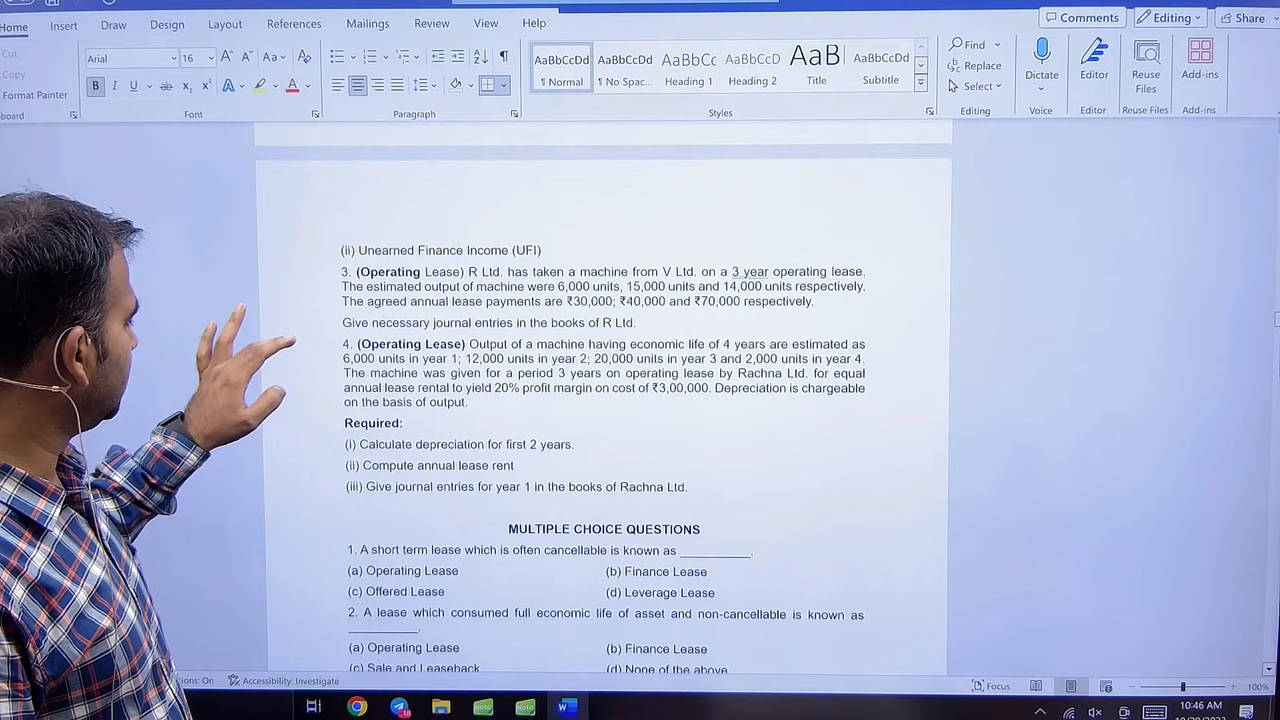 Home Insert Draw Design Layout References Mailings Review View Help
Comments Editing Share
Cut
Copy
Format Painter
Arial 16 Aa
AaBbCcDd AaBbCcDd AaBbCc AaBbCcDd AaB AaBbCcDd
¶ Normal ¶ No Spac... Heading 1 Heading 2 Title Subtitle
Find
Replace
Select
Dictate
Editor
Reuse Files
Add-ins
board Font Paragraph Styles Editing Voice Editor Reuse Files Add-ins
(ii) Unearned Finance Income (UFI)
3. (Operating Lease) R Ltd. has taken a machine from V Ltd. on a 3 year operating lease.
The estimated output of machine were 6,000 units, 15,000 units and 14,000 units respectively.
The agreed annual lease payments are ₹30,000; ₹40,000 and ₹70,000 respectively.
Give necessary journal entries in the books of R Ltd.
4. (Operating Lease) Output of a machine having economic life of 4 years are estimated as
6,000 units in year 1; 12,000 units in year 2; 20,000 units in year 3 and 2,000 units in year 4.
The machine was given for a period 3 years on operating lease by Rachna Ltd. for equal
annual lease rental to yield 20% profit margin on cost of ₹3,00,000. Depreciation is chargeable
on the basis of output.
Required:
(i) Calculate depreciation for first 2 years.
(ii) Compute annual lease rent
(iii) Give journal entries for year 1 in the books of Rachna Ltd.
MULTIPLE CHOICE QUESTIONS
1. A short term lease which is often cancellable is known as __________.
(a) Operating Lease (b) Finance Lease
(c) Offered Lease (d) Leverage Lease
2. A lease which consumed full economic life of asset and non-cancellable is known as
__________.
(a) Operating Lease (b) Finance Lease
(c) Sale and Leaseback (d) None of the above
ions: On Accessibility: Investigate Focus 100%
10:46 AM